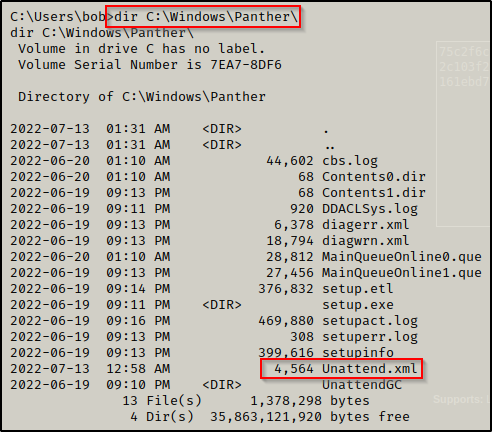 C:\Users\bob>dir C:\Windows\Panther\
dir C:\Windows\Panther\
 Volume in drive C has no label.
 Volume Serial Number is 7EA7-8DF6

 Directory of C:\Windows\Panther

2022-07-13  01:31 AM    <DIR>          .
2022-07-13  01:31 AM    <DIR>          ..
2022-06-20  01:10 AM            44,602 cbs.log
2022-06-20  01:10 AM                68 Contents0.dir
2022-06-19  09:13 PM                68 Contents1.dir
2022-06-19  09:11 PM               920 DDACLSys.log
2022-06-19  09:13 PM             6,378 diagerr.xml
2022-06-19  09:13 PM            18,794 diagwrn.xml
2022-06-20  01:10 AM            28,812 MainQueueOnline0.que
2022-06-19  09:13 PM            27,456 MainQueueOnline1.que
2022-06-19  09:14 PM           376,832 setup.etl
2022-06-19  09:11 PM    <DIR>          setup.exe
2022-06-19  09:16 PM           469,880 setupact.log
2022-06-19  09:13 PM               308 setuperr.log
2022-06-19  09:13 PM           399,616 setupinfo
2022-07-13  12:58 AM             4,564 Unattend.xml
2022-06-19  09:10 PM    <DIR>          UnattendGC
              13 File(s)      1,378,298 bytes
               4 Dir(s)  35,863,121,920 bytes free
75c2f6c
2c193f2
161ebd7
Supports: